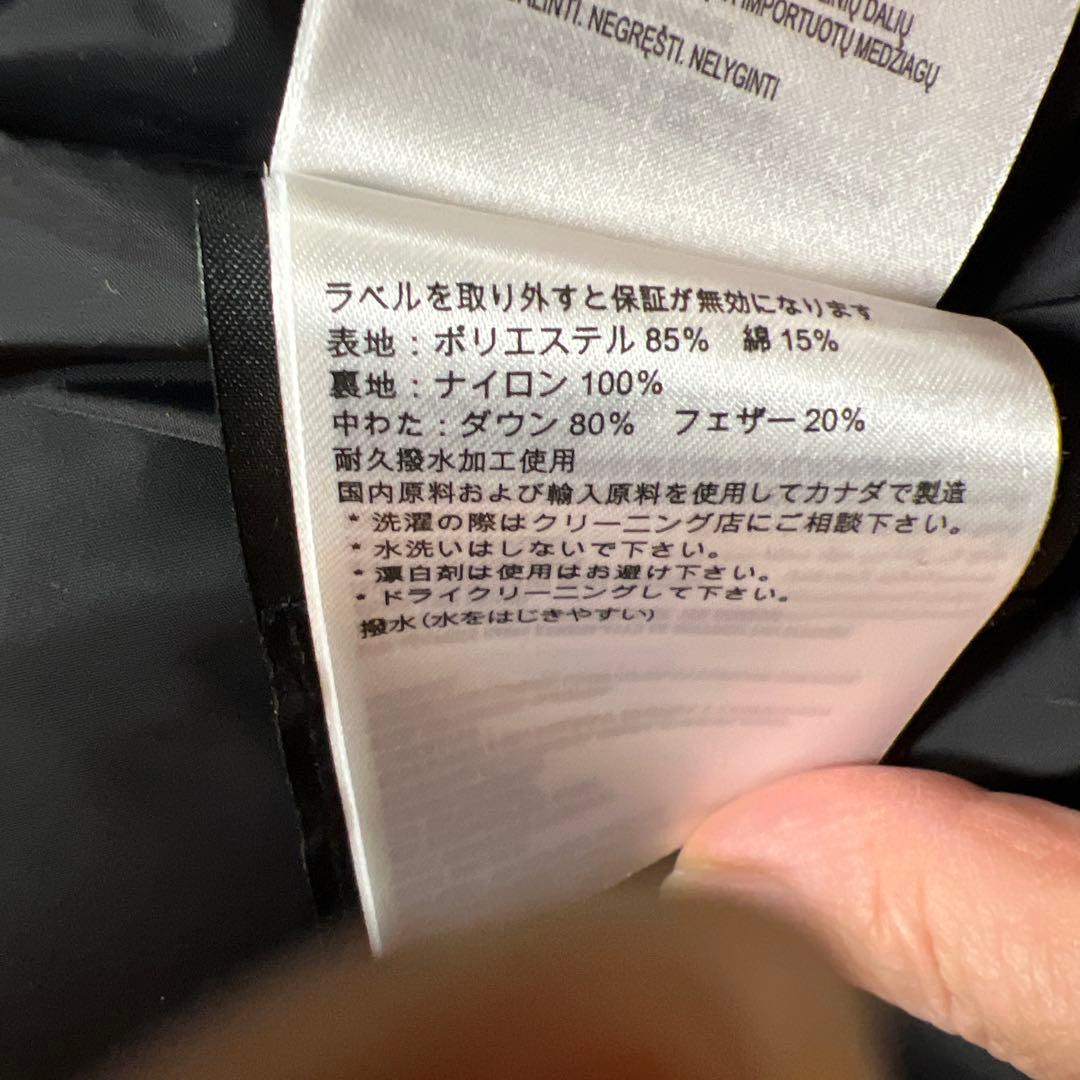 DALIŲ
IMPORTUOTŲ MEDŽIAGŲ
NEGRĘŠTI. NELYGINTI
ラベルを取り外すと保証が無効になります
表地：ポリエステル 85%　綿 15%
裏地：ナイロン 100%
中わた：ダウン 80%　フェザー 20%
耐久撥水加工使用
国内原料および輸入原料を使用してカナダで製造
* 洗濯の際はクリーニング店にご相談下さい。
* 水洗いはしないで下さい。
* 漂白剤は使用はお避け下さい。
* ドライクリーニングして下さい。
撥水（水をはじきやすい）